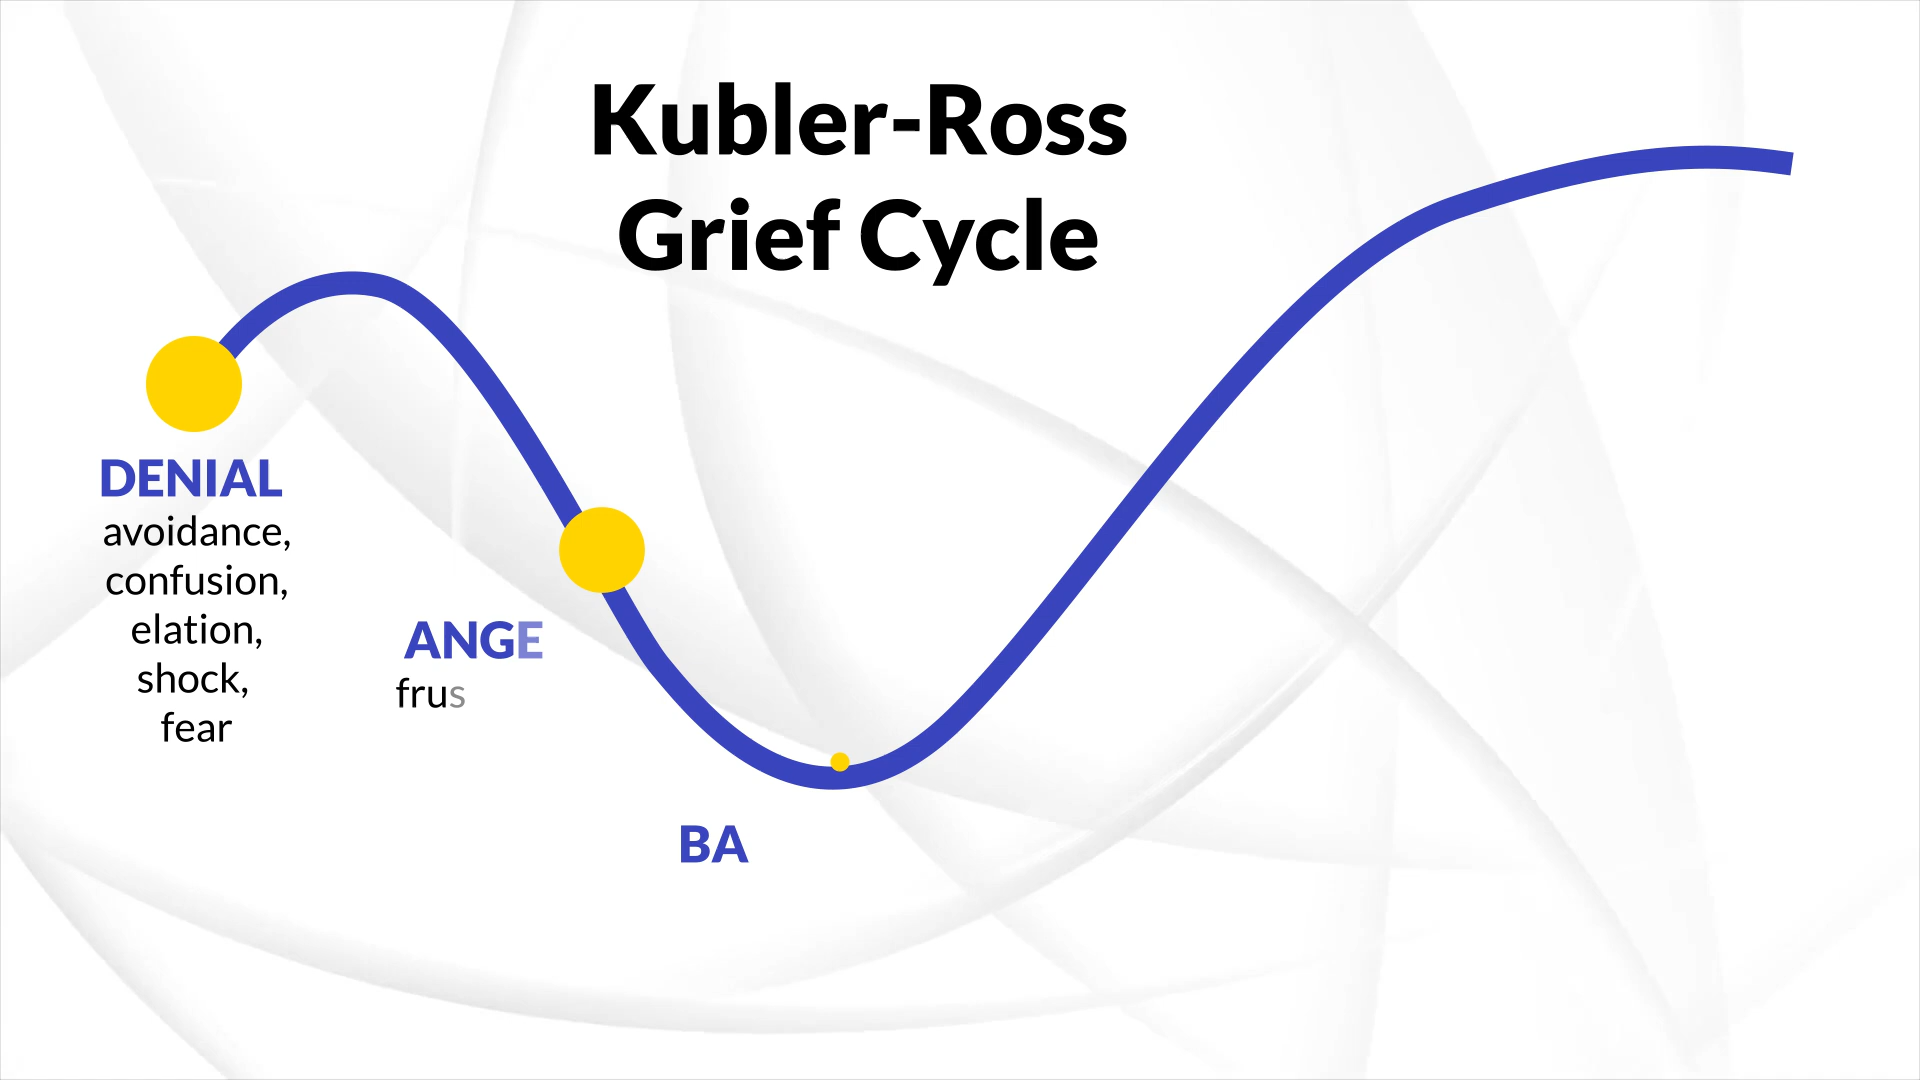 Kubler-Ross
Grief Cycle
DENIAL
avoidance,
confusion,
elation,
shock,
fear
ANGE
frus
BA